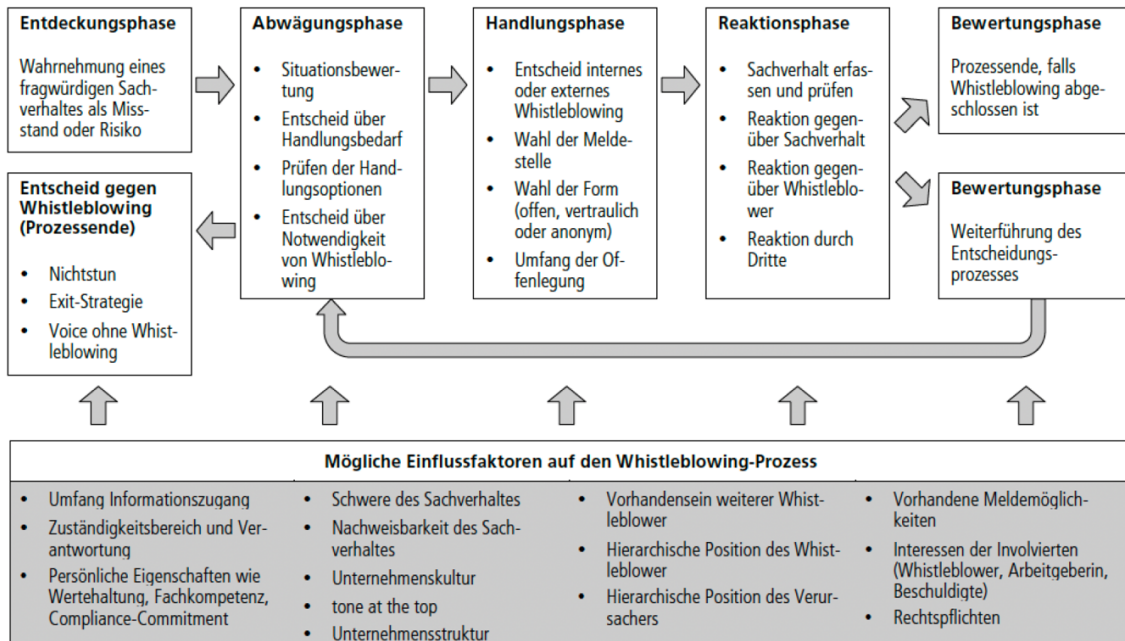 Entdeckungsphase
Wahrnehmung eines
fragwürdigen Sach-
verhaltes als Miss-
stand oder Risiko
Entscheid gegen
Whistleblowing
(Prozessende)
• Nichtstun
• Exit-Strategie
• Voice ohne Whist-
leblowing
Abwägungsphase
• Situationsbewer-
tung
• Entscheid über
Handlungsbedarf
• Prüfen der Hand-
lungsoptionen
• Entscheid über
Notwendigkeit
von Whistleblo-
wing
Handlungsphase
• Entscheid internes
oder externes
Whistleblowing
• Wahl der Melde-
stelle
• Wahl der Form
(offen, vertraulich
oder anonym)
• Umfang der Of-
fenlegung
Reaktionsphase
• Sachverhalt erfas-
sen und prüfen
• Reaktion gegen-
über Sachverhalt
• Reaktion gegen-
über Whistleblo-
wer
• Reaktion durch
Dritte
Bewertungsphase
Prozessende, falls
Whistleblowing abge-
schlossen ist
Bewertungsphase
Weiterführung des
Entscheidungs-
prozesses
Mögliche Einflussfaktoren auf den Whistleblowing-Prozess
• Umfang Informationszugang
• Zuständigkeitsbereich und Ver-
antwortung
• Persönliche Eigenschaften wie
Wertehaltung, Fachkompetenz,
Compliance-Commitment
• Schwere des Sachverhaltes
• Nachweisbarkeit des Sach-
verhaltes
• Unternehmenskultur
• tone at the top
• Unternehmensstruktur
• Vorhandensein weiterer Whist-
leblower
• Hierarchische Position des Whist-
leblower
• Hierarchische Position des Verur-
sachers
• Vorhandene Meldemöglich-
keiten
• Interessen der Involvierten
(Whistleblower, Arbeitgeberin,
Beschuldigte)
• Rechtspflichten